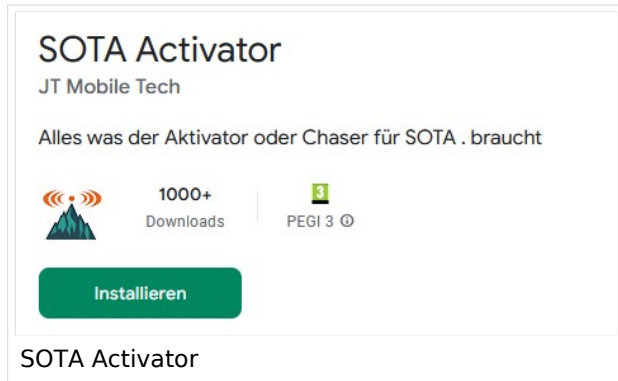 SOTA Activator
JT Mobile Tech
Alles was der Aktivator oder Chaser für SOTA . braucht
1000+
Downloads
3
PEGI 3 ⓘ
Installieren
SOTA Activator